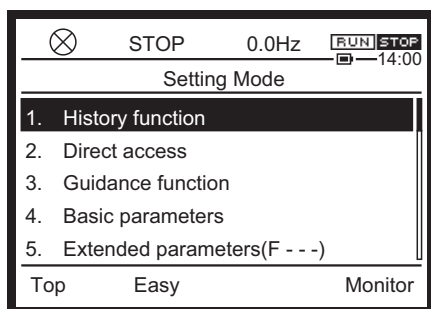 STOP 0.0Hz RUN STOP
14:00
Setting Mode
1. History function
2. Direct access
3. Guidance function
4. Basic parameters
5. Extended parameters(F - - -)
Top Easy Monitor